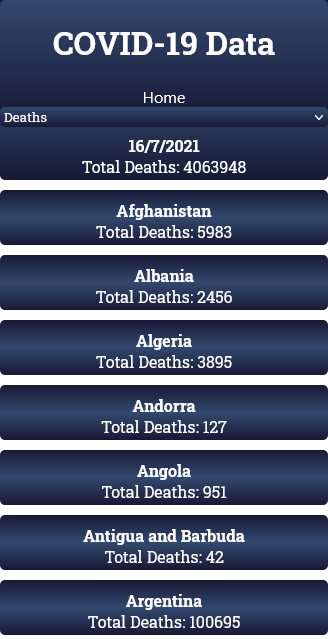 COVID-19 Data
Home
Deaths
16/7/2021
Total Deaths: 4063948
Afghanistan
Total Deaths: 5983
Albania
Total Deaths: 2456
Algeria
Total Deaths: 3895
Andorra
Total Deaths: 127
Angola
Total Deaths: 951
Antigua and Barbuda
Total Deaths: 42
Argentina
Total Deaths: 100695